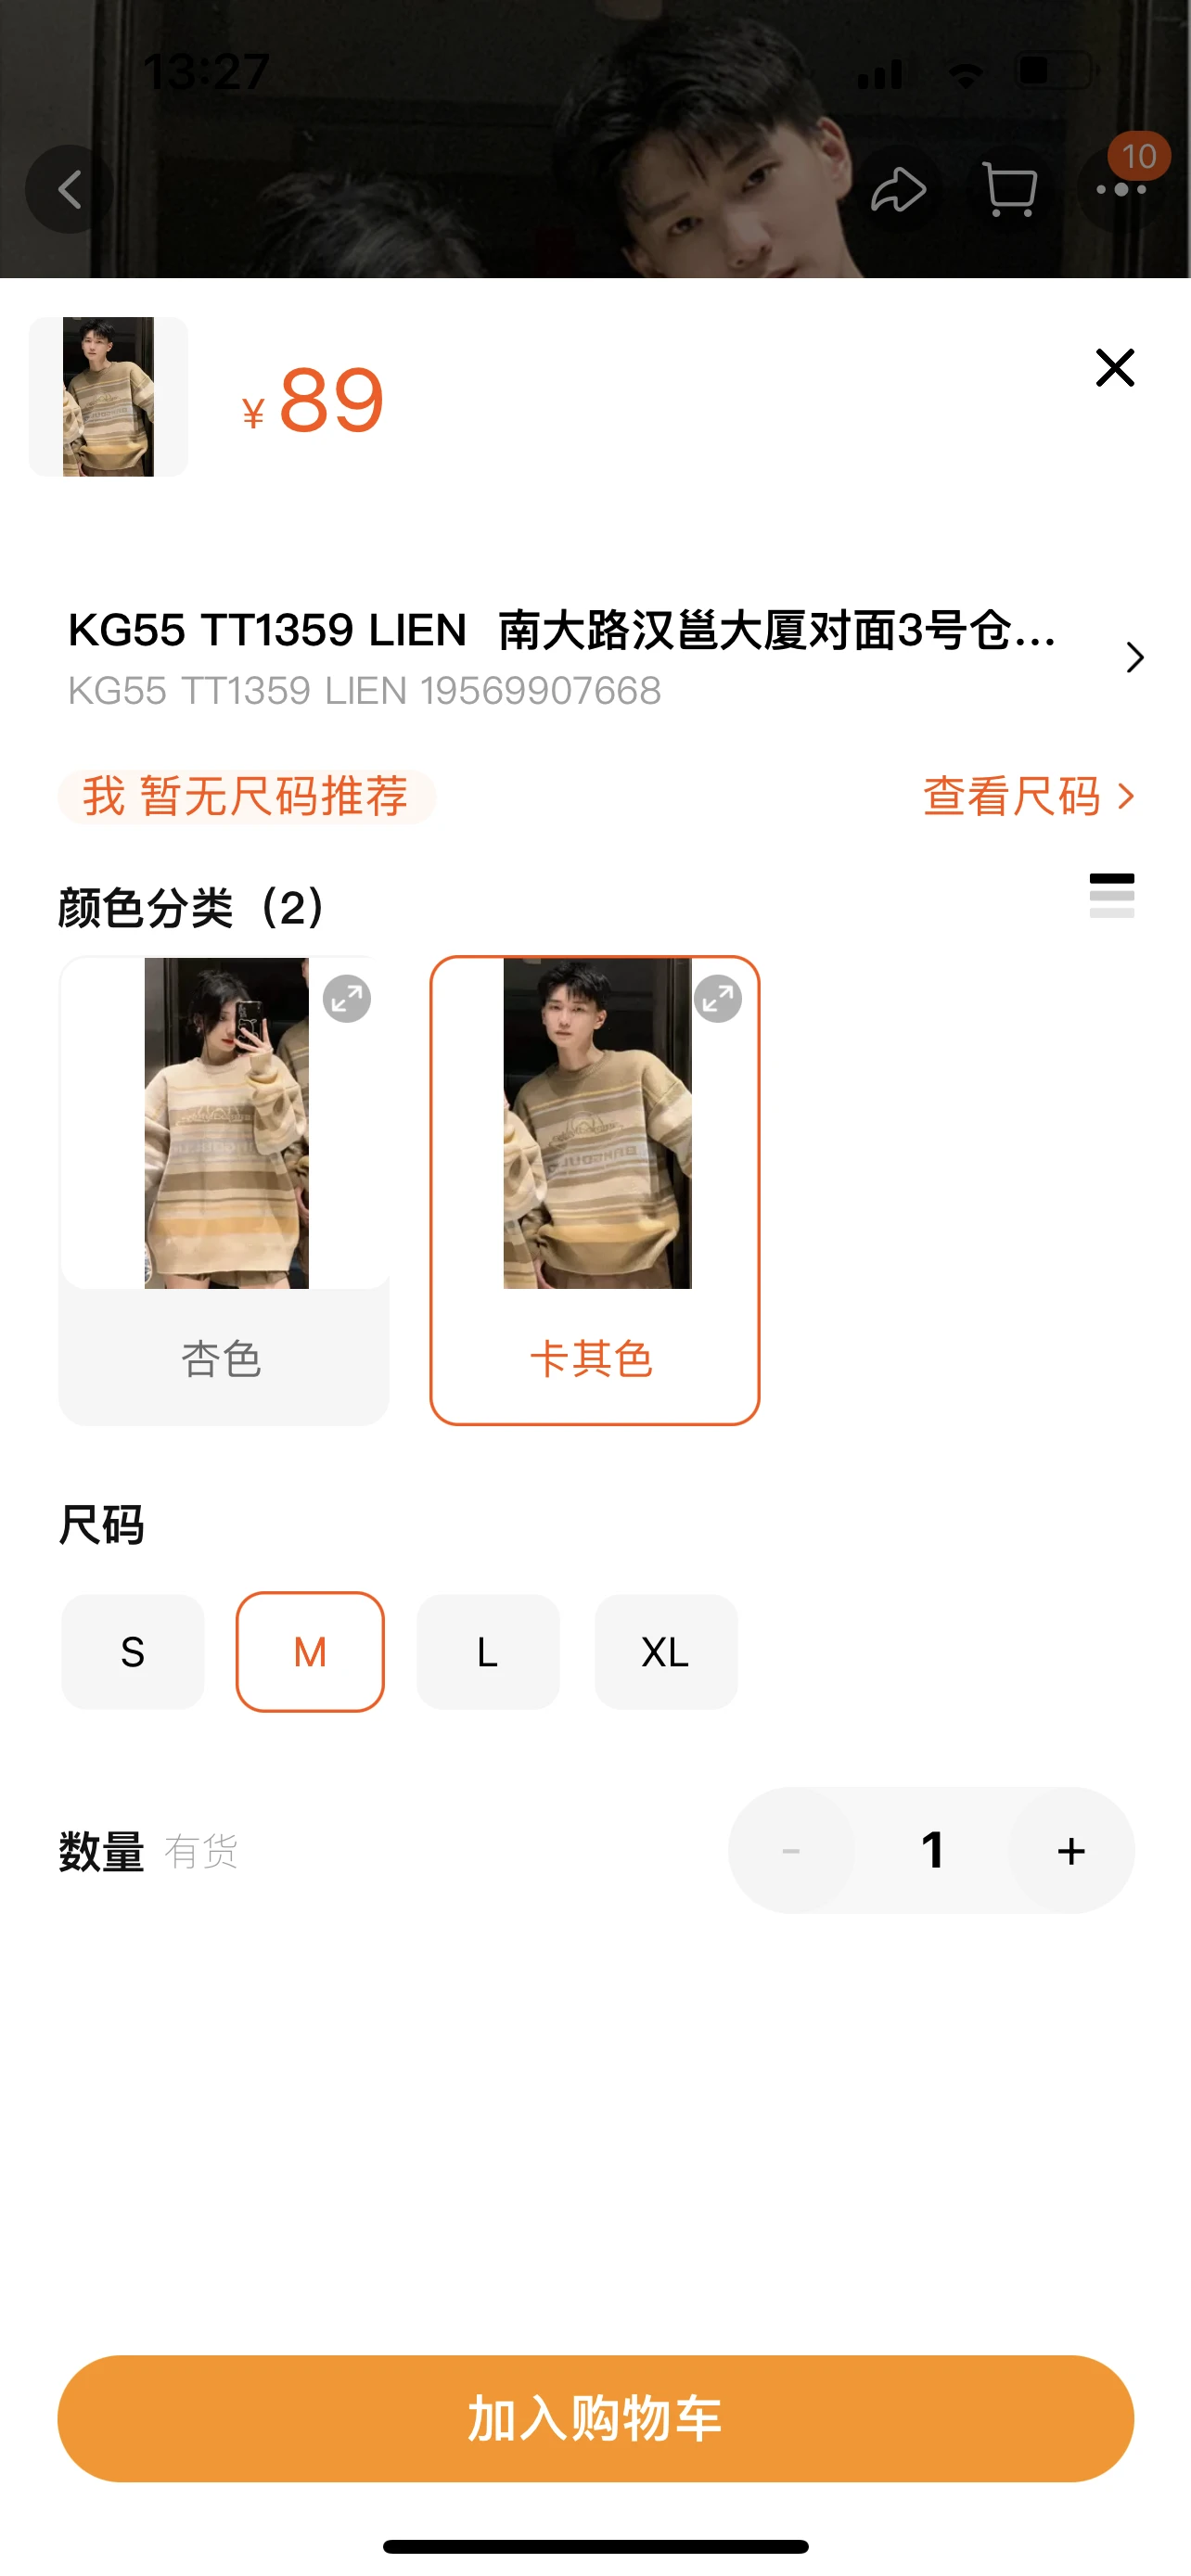 13:27
10
¥89
KG55 TT1359 LIEN 南大路汉邕大厦对面3号仓...
KG55 TT1359 LIEN 19569907668
我 暂无尺码推荐
查看尺码
颜色分类（2）
杏色
卡其色
尺码
S
M
L
XL
数量 有货
- 1 +
加入购物车